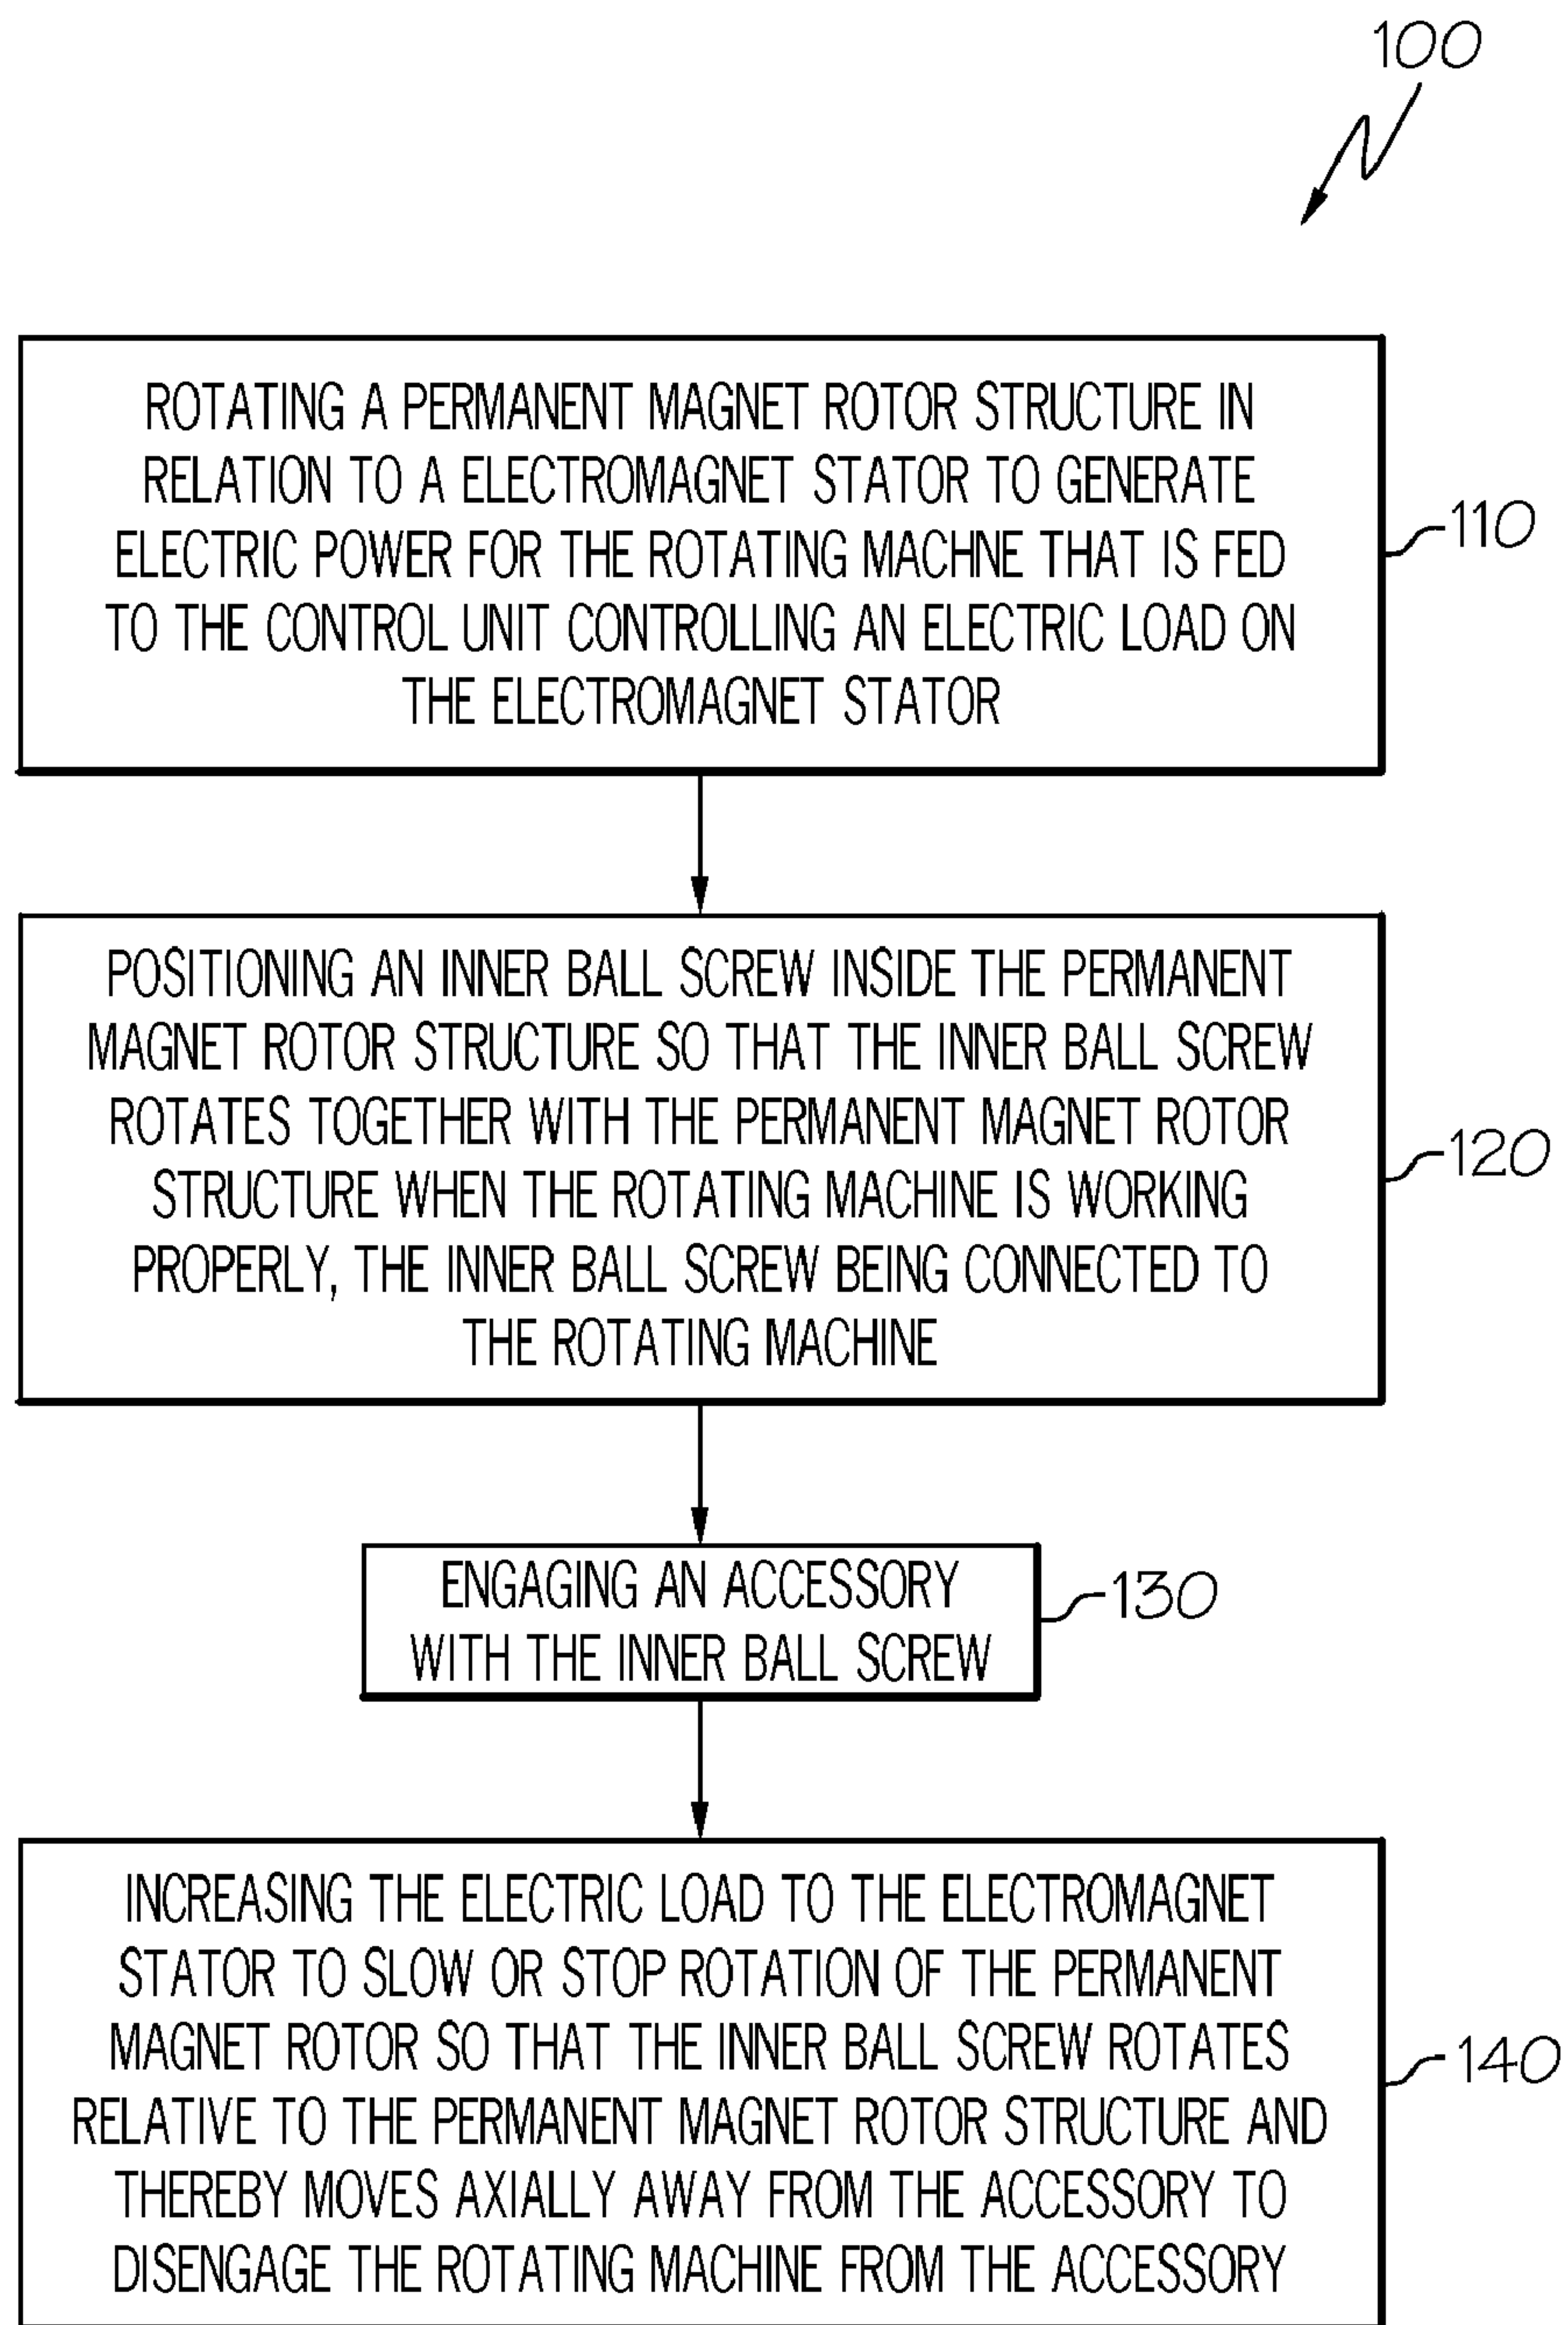 100
ROTATING A PERMANENT MAGNET ROTOR STRUCTURE IN
RELATION TO A ELECTROMAGNET STATOR TO GENERATE
ELECTRIC POWER FOR THE ROTATING MACHNE THAT IS FED
TO THE CONTROL UNIT CONTROLLING AN ELECTRIC LOAD ON
THE ELECTROMAGNET STATOR
110
POSITIONING AN INNER BALL SCREW INSIDE THE PERMANENT
MAGNET ROTOR STRUCTURE SO THAT THE INNER BALL SCREW
ROTATES TOGETHER WITH THE PERMANENT MAGNET ROTOR
STRUCTURE WHEN THE ROTATING MACHINE IS WORKING
PROPERLY, THE INNER BALL SCREW BEING CONNECTED TO
THE ROTATING MACHINE
120
ENGAGING AN ACCESSORY
WITH THE INNER BALL SCREW
130
INCREASING THE ELECTRIC LOAD TO THE ELECTROMAGNET
STATOR TO SLOW OR STOP ROTATION OF THE PERMANENT
MAGNET ROTOR SO THAT THE INNER BALL SCREW ROTATES
RELATIVE TO THE PERMANENT MAGNET ROTOR STRUCTURE AND
THEREBY MOVES AXIALLY AWAY FROM THE ACCESSORY TO
DISENGAGE THE ROTATING MACHINE FROM THE ACCESSORY
140